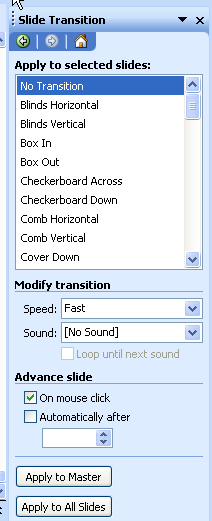 Slide Transition
Apply to selected slides:
No Transition
Blinds Horizontal
Blinds Vertical
Box In
Box Out
Checkerboard Across
Checkerboard Down
Comb Horizontal
Comb Vertical
Cover Down
Modify transition
Speed: Fast
Sound: [No Sound]
Loop until next sound
Advance slide
On mouse click
Automatically after
Apply to Master
Apply to All Slides